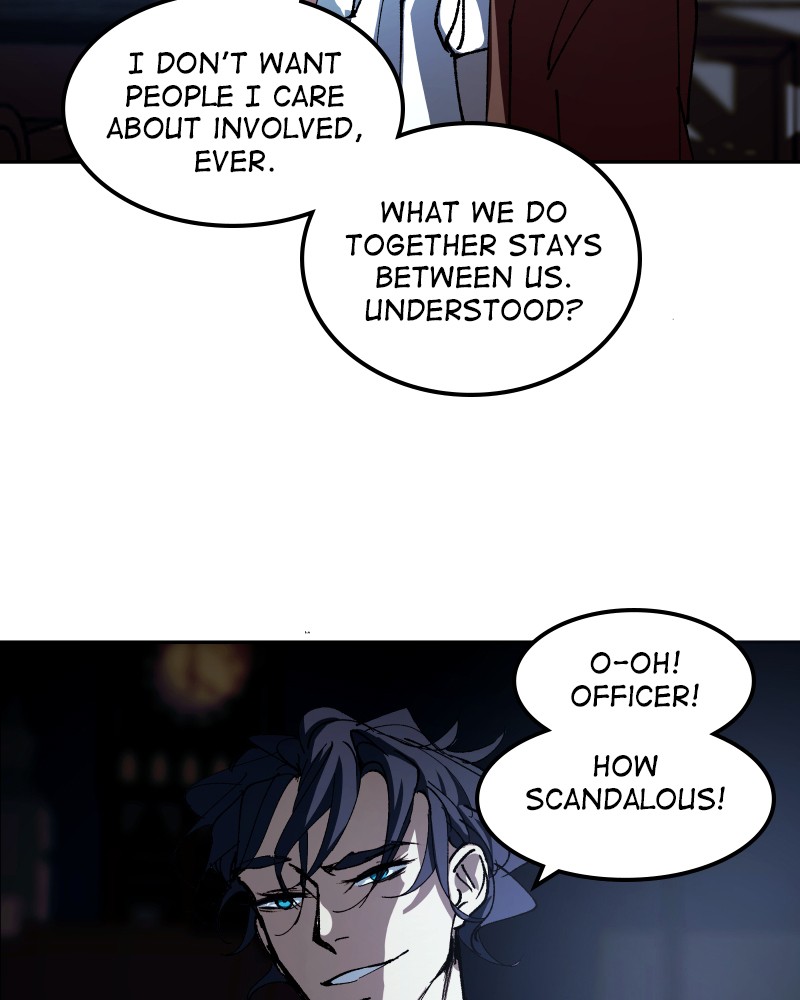 I DON'T WANT
PEOPLE I CARE
ABOUT INVOLVED,
EVER.
WHAT WE DO
TOGETHER STAYS
BETWEEN US.
UNDERSTOOD?
O-OH!
OFFICER!
HOW
SCANDALOUS!